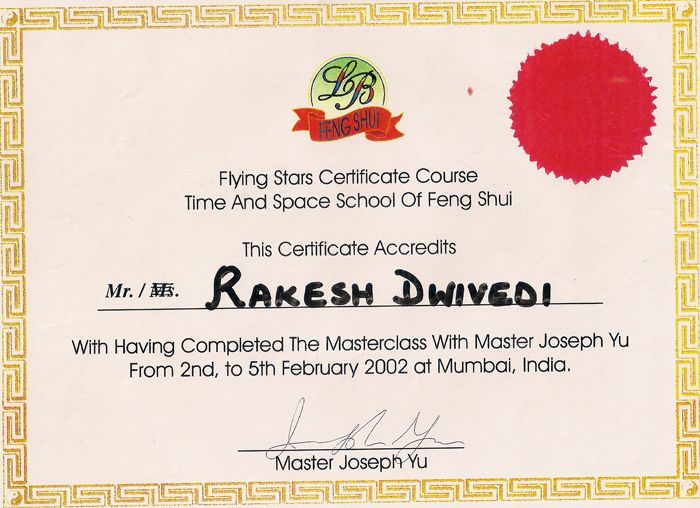 LB
FENG SHUI
Flying Stars Certificate Course
Time And Space School Of Feng Shui
This Certificate Accredits
Mr. / Ms. RAKESH DWIVEDI
With Having Completed The Masterclass With Master Joseph Yu
From 2nd, to 5th February 2002 at Mumbai, India.
Joseph Yu
Master Joseph Yu